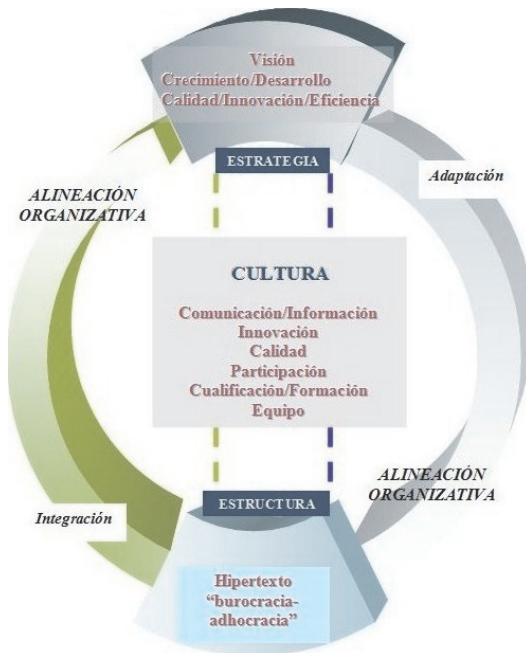 Visión
Crecimiento/Desarrollo
Calidad/Innovación/Eficiencia
ESTRATEGIA
Adaptación
ALINEACIÓN
ORGANIZATIVA
CULTURA
Comunicación/Información
Innovación
Calidad
Participación
Cualificación/Formación
Equipo
ALINEACIÓN
ORGANIZATIVA
ESTRUCTURA
Integración
Hipertexto
“burocracia-
adhocracia”